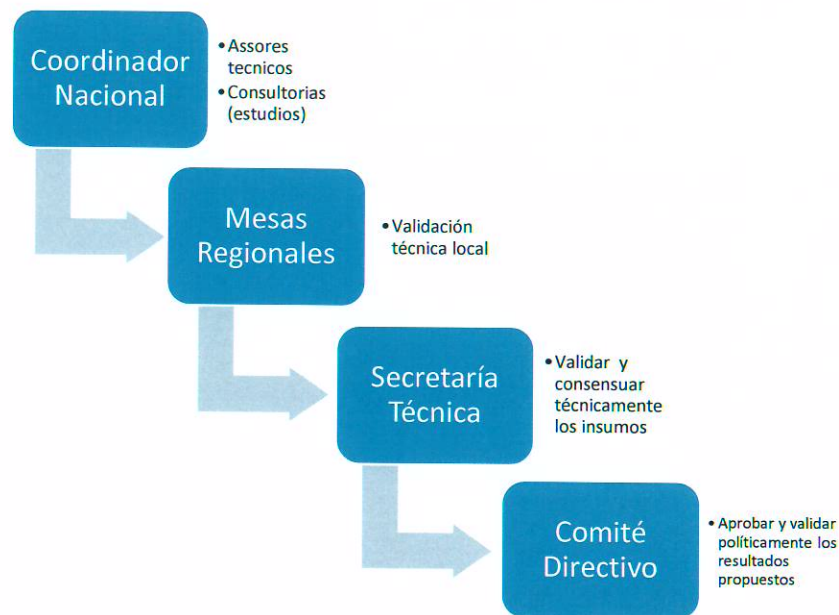 Coordinador
Nacional
•Assores
tecnicos
•Consultorias
(estudios)
Mesas
Regionales
•Validación
técnica local
Secretaría
Técnica
•Validar y
consensuar
técnicamente
los insumos
Comité
Directivo
•Aprobar y validar
políticamente los
resultados
propuestos